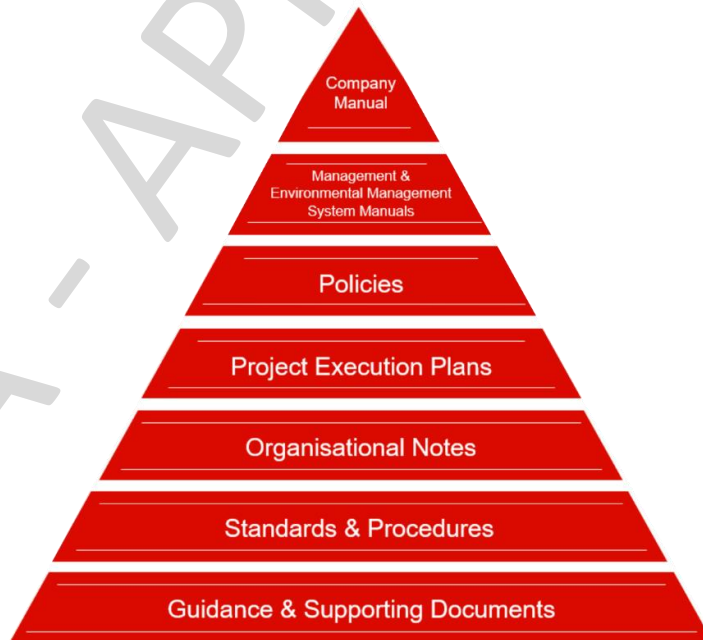 Company
Manual
Management &
Environmental Management
System Manuals
Policies
Project Execution Plans
Organisational Notes
Standards & Procedures
Guidance & Supporting Documents